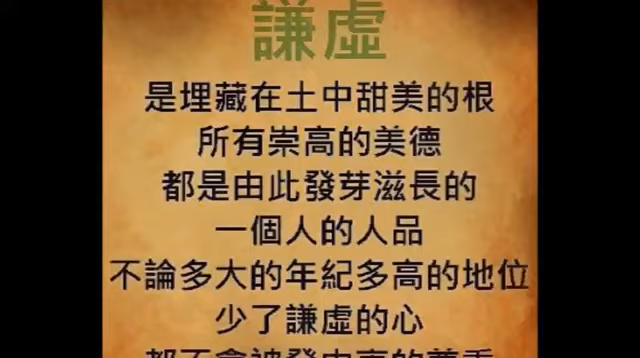 謙虛
是埋藏在土中甜美的根
所有崇高的美德
都是由此發芽滋長的
一個人的人品
不論多大的年紀多高的地位
少了謙虛的心